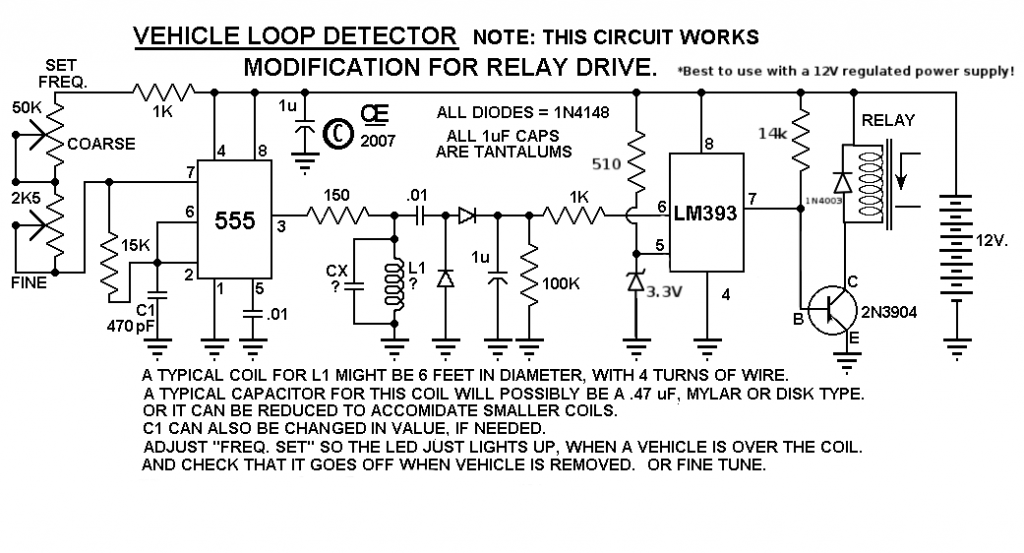 VEHICLE LOOP DETECTOR NOTE: THIS CIRCUIT WORKS
MODIFICATION FOR RELAY DRIVE. *Best to use with a 12V regulated power supply!
SET
FREQ.
50K
COARSE
2K5
FINE
1K
15K
C1
470 pF
4
8
7
6
2
555
3
1
5
.01
1u
C
OE
2007
ALL DIODES = 1N4148
ALL 1uF CAPS
ARE TANTALUMS
150
.01
CX
?
L1
?
1u
100K
1K
510
3.3V
8
6
LM393
7
5
4
14k
RELAY
1N4003
12V.
C
B
2N3904
E
A TYPICAL COIL FOR L1 MIGHT BE 6 FEET IN DIAMETER, WITH 4 TURNS OF WIRE.
A TYPICAL CAPACITOR FOR THIS COIL WILL POSSIBLY BE A .47 uF, MYLAR OR DISK TYPE.
OR IT CAN BE REDUCED TO ACCOMIDATE SMALLER COILS.
C1 CAN ALSO BE CHANGED IN VALUE, IF NEEDED.
ADJUST "FREQ. SET" SO THE LED JUST LIGHTS UP, WHEN A VEHICLE IS OVER THE COIL.
AND CHECK THAT IT GOES OFF WHEN VEHICLE IS REMOVED. OR FINE TUNE.